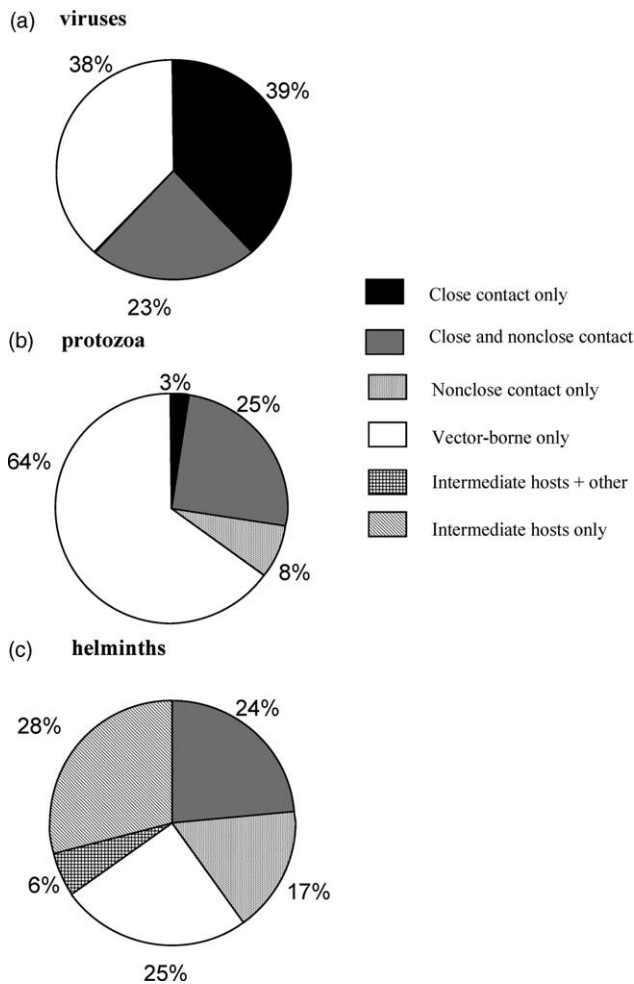 (a) viruses
38%
39%
23%
Close contact only
Close and nonclose contact
Nonclose contact only
Vector-borne only
Intermediate hosts + other
Intermediate hosts only
(b) protozoa
3%
25%
64%
8%
(c) helminths
28%
24%
6%
17%
25%